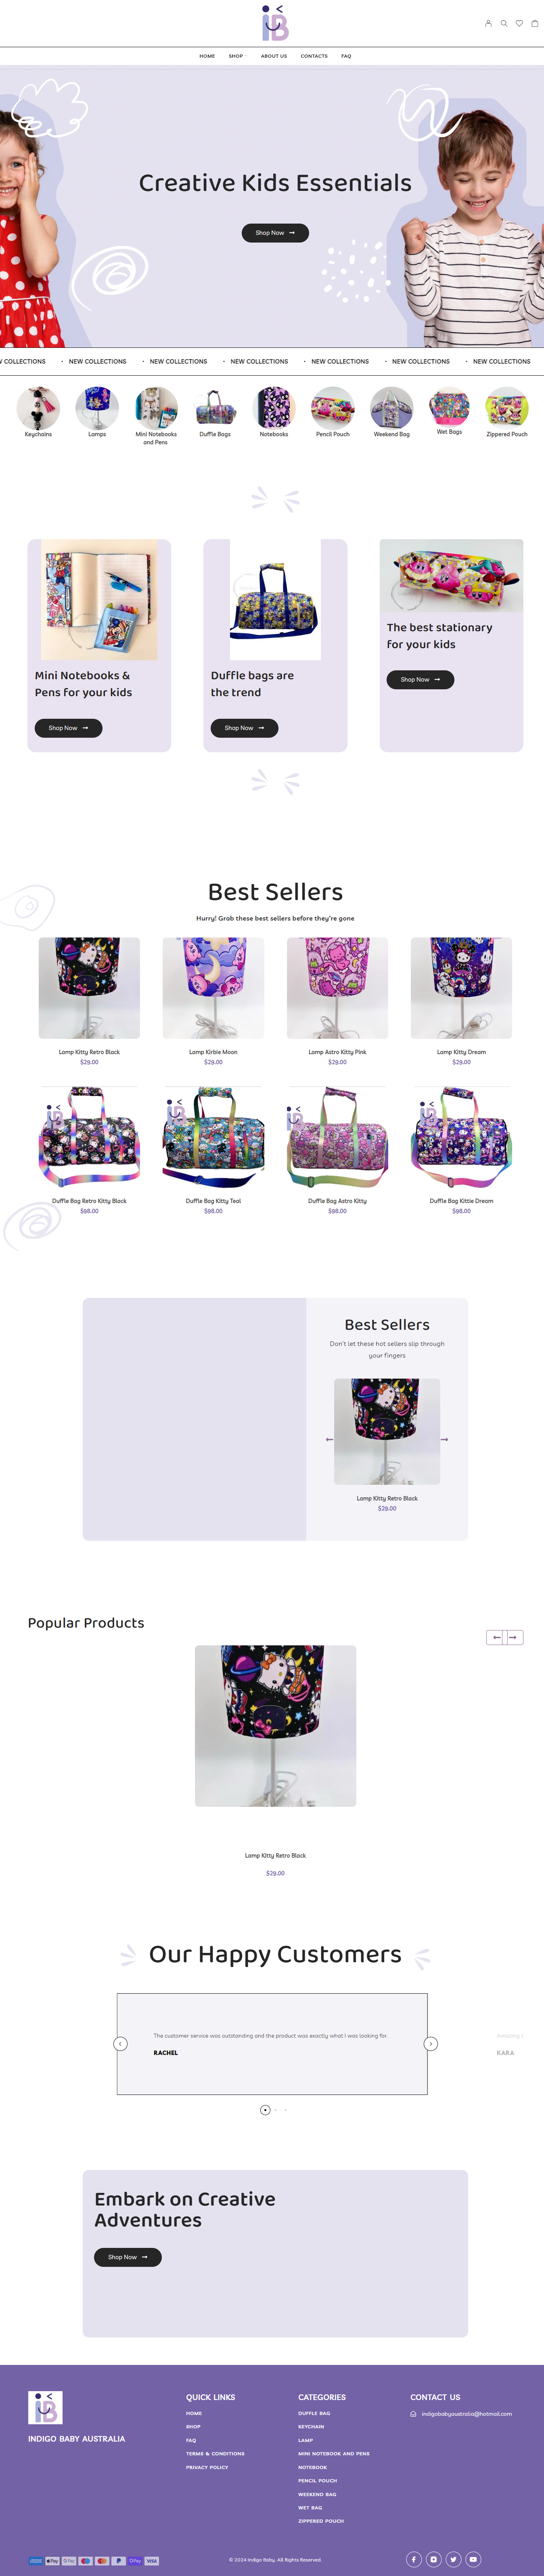 iB
HOME SHOP ABOUT US CONTACTS FAQ
Creative Kids Essentials
Shop Now
W COLLECTIONS • NEW COLLECTIONS • NEW COLLECTIONS • NEW COLLECTIONS • NEW COLLECTIONS • NEW COLLECTIONS • NEW COLLECTIONS
Keychains
Lamps
Mini Notebooks
and Pens
Duffle Bags
Notebooks
Pencil Pouch
Weekend Bag
Wet Bags
Zippered Pouch
Mini Notebooks &
Pens for your kids
Shop Now
Duffle bags are
the trend
Shop Now
The best stationary
for your kids
Shop Now
Best Sellers
Hurry! Grab these best sellers before they're gone
Lamp Kitty Retro Black
$29.00
Lamp Kirbie Moon
$29.00
Lamp Astro Kitty Pink
$29.00
Lamp Kitty Dream
$29.00
Duffle Bag Retro Kitty Black
$98.00
Duffle Bag Kitty Teal
$98.00
Duffle Bag Astro Kitty
$98.00
Duffle Bag Kittie Dream
$98.00
Best Sellers
Don't let these hot sellers slip through
your fingers
Lamp Kitty Retro Black
$29.00
Popular Products
Lamp Kitty Retro Black
$29.00
Our Happy Customers
The customer service was outstanding and the product was exactly what I was looking for.
RACHEL
Amazing
KARA
Embark on Creative
Adventures
Shop Now
iB
INDIGO BABY AUSTRALIA
QUICK LINKS
HOME
SHOP
FAQ
TERMS & CONDITIONS
PRIVACY POLICY
CATEGORIES
DUFFLE BAG
KEYCHAIN
LAMP
MINI NOTEBOOK AND PENS
NOTEBOOK
PENCIL POUCH
WEEKEND BAG
WET BAG
ZIPPERED POUCH
CONTACT US
indigobabyaustralia@hotmail.com
Pay G Pay P Pay VISA
© 2024 Indigo Baby. All Rights Reserved.